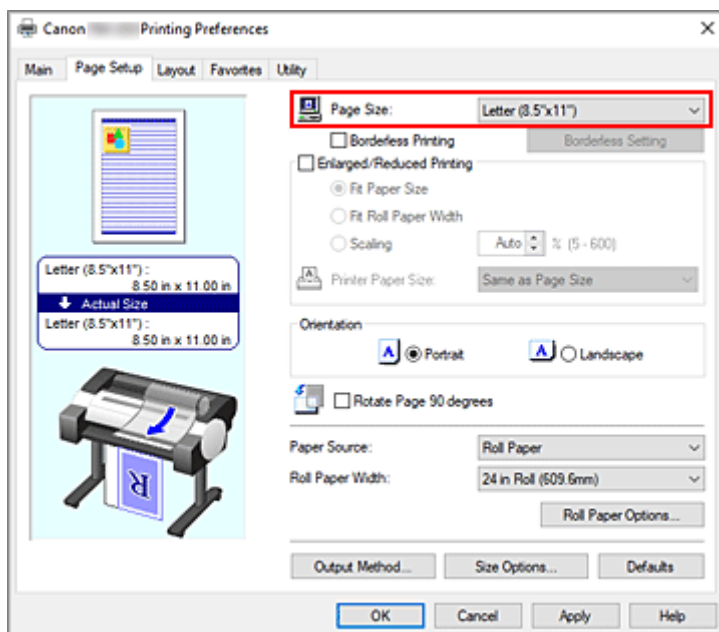 Canon Printing Preferences
Main Page Setup Layout Favorites Utility
Page Size: Letter (8.5"x11")
Borderless Printing Borderless Setting
Enlarged/Reduced Printing
Fit Paper Size
Fit Roll Paper Width
Scaling Auto % (5 - 600)
Printer Paper Size: Same as Page Size
Letter (8.5"x11") :
8.50 in x 11.00 in
Actual Size
Letter (8.5"x11") :
8.50 in x 11.00 in
Orientation
A Portrait A Landscape
Rotate Page 90 degrees
R
Paper Source: Roll Paper
Roll Paper Width: 24 in Roll (609.6mm)
Roll Paper Options...
Output Method... Size Options... Defaults
OK Cancel Apply Help